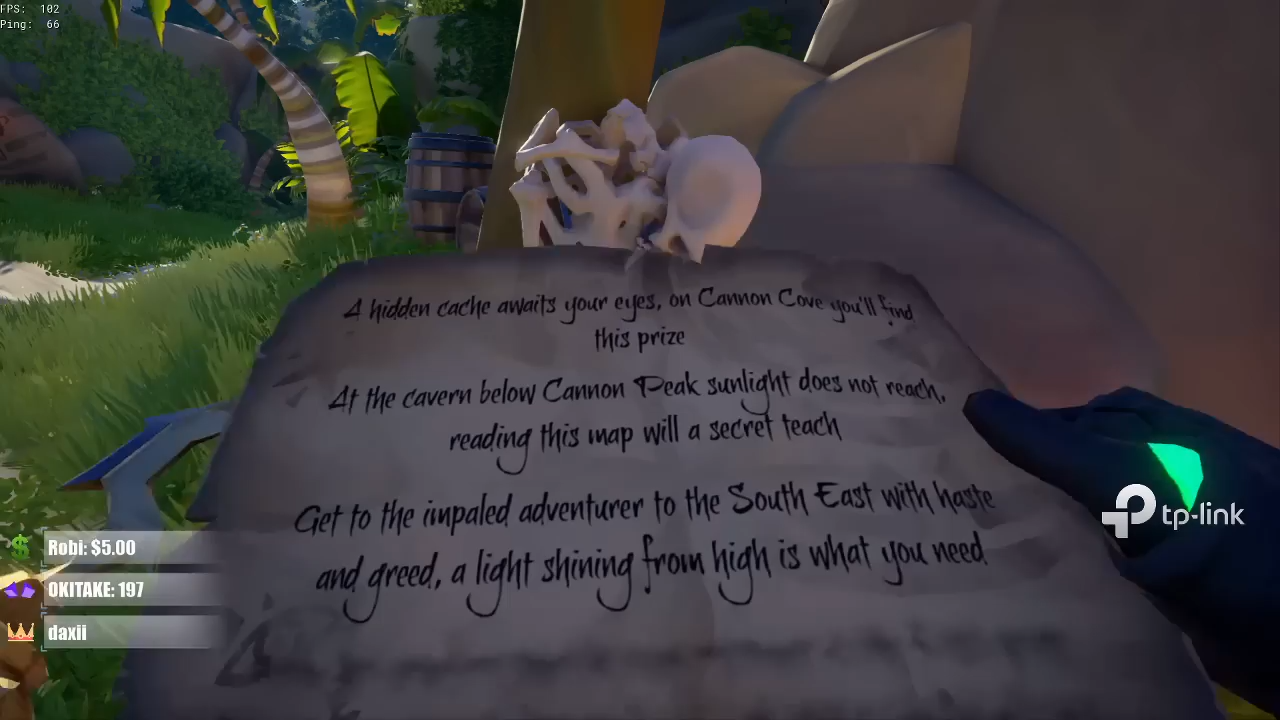 FPS: 102
Ping: 66
A hidden cache awaits your eyes, on Cannon Cove you'll find
this prize
At the cavern below Cannon Peak sunlight does not reach,
reading this map will a secret teach
Get to the impaled adventurer to the South East with haste
and greed, a light shining from high is what you need
tp-link
Robi: $5.00
OKITAKE: 197
daxii